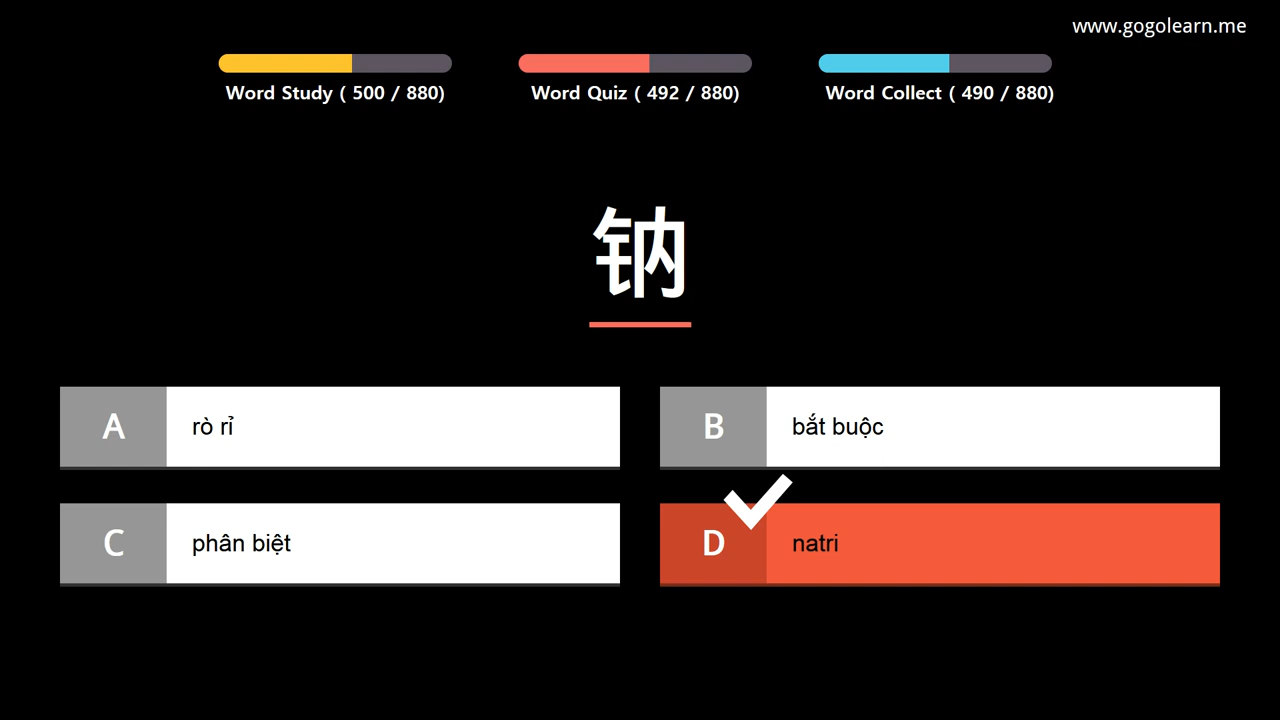 www.gogolearn.me
Word Study ( 500 / 880)
Word Quiz ( 492 / 880)
Word Collect ( 490 / 880)
钠
A rò rỉ
B bắt buộc
C phân biệt
D natri